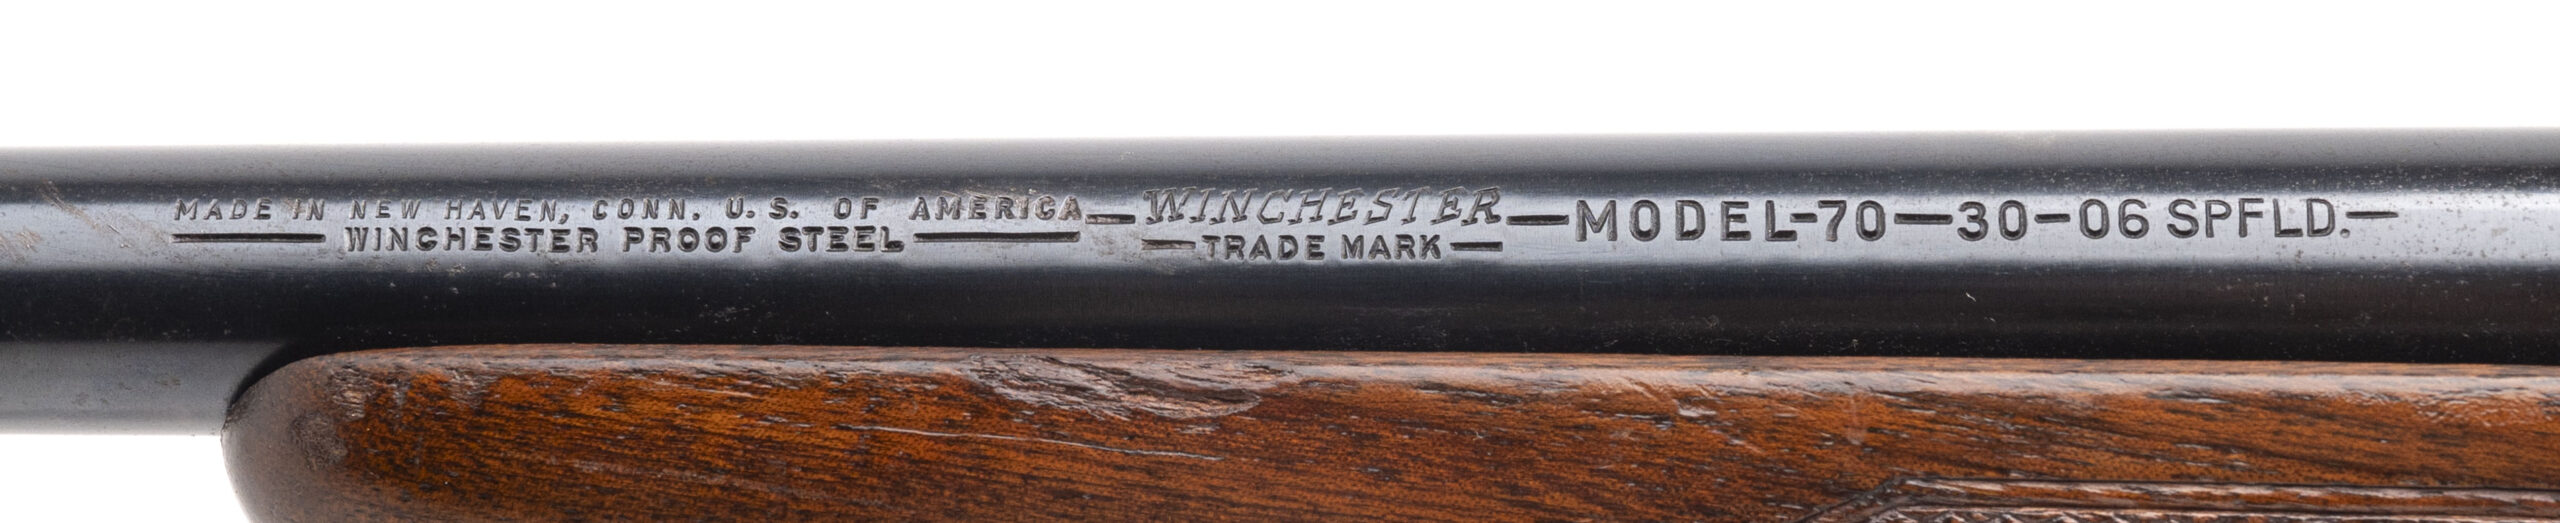 MADE IN NEW HAVEN, CONN. U.S. OF AMERICA
—WINCHESTER PROOF STEEL—
—WINCHESTER—
—TRADE MARK—
MODEL-70—30-06 SPFLD.—